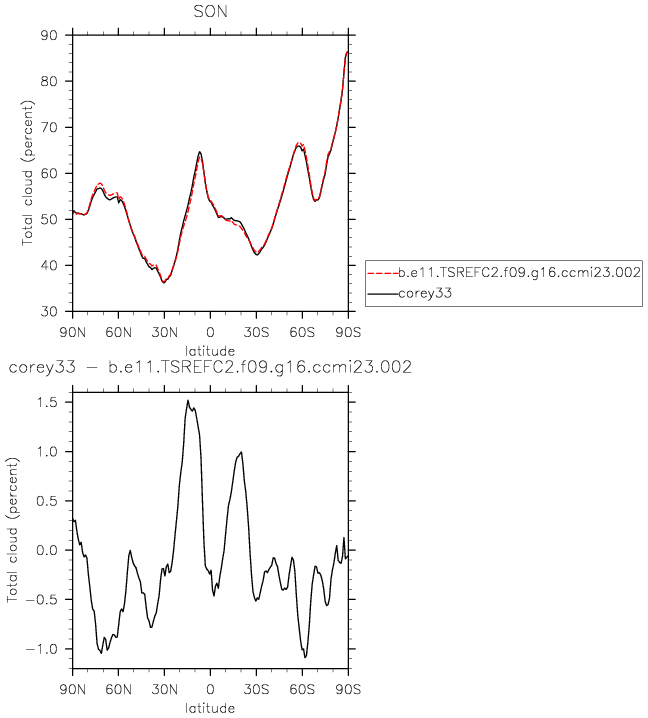 SON
Total cloud (percent)
90
80
70
60
50
40
30
90N 60N 30N 0 30S 60S 90S
latitude
b.e11.TSREFC2.f09.g16.ccmi23.002
corey33
corey33 − b.e11.TSREFC2.f09.g16.ccmi23.002
Total cloud (percent)
1.5
1.0
0.5
0.0
−0.5
−1.0
90N 60N 30N 0 30S 60S 90S
latitude